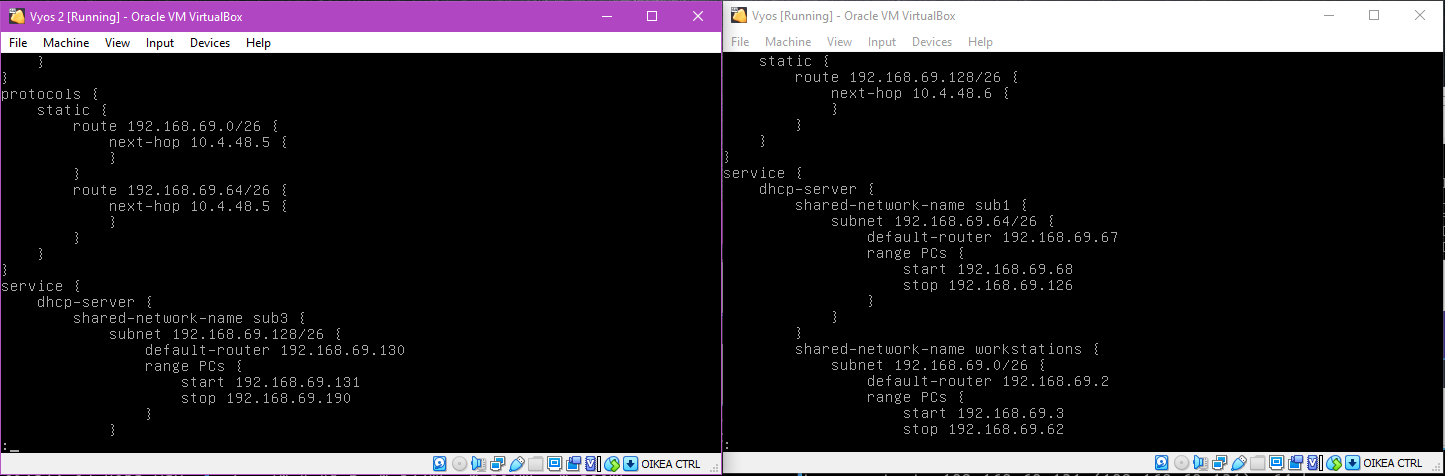 Vyos 2 [Running] - Oracle VM VirtualBox
File Machine View Input Devices Help
    }
}
protocols {
    static {
        route 192.168.69.0/26 {
            next-hop 10.4.48.5 {
            }
        }
        route 192.168.69.64/26 {
            next-hop 10.4.48.5 {
            }
        }
    }
}
service {
    dhcp-server {
        shared-network-name sub3 {
            subnet 192.168.69.128/26 {
                default-router 192.168.69.130
                range PCs {
                    start 192.168.69.131
                    stop 192.168.69.190
                }
            }
:_
OIKEA CTRL
Vyos [Running] - Oracle VM VirtualBox
File Machine View Input Devices Help
    static {
        route 192.168.69.128/26 {
            next-hop 10.4.48.6 {
            }
        }
    }
}
service {
    dhcp-server {
        shared-network-name sub1 {
            subnet 192.168.69.64/26 {
                default-router 192.168.69.67
                range PCs {
                    start 192.168.69.68
                    stop 192.168.69.126
                }
            }
        }
        shared-network-name workstations {
            subnet 192.168.69.0/26 {
                default-router 192.168.69.2
                range PCs {
                    start 192.168.69.3
                    stop 192.168.69.62
:
OIKEA CTRL